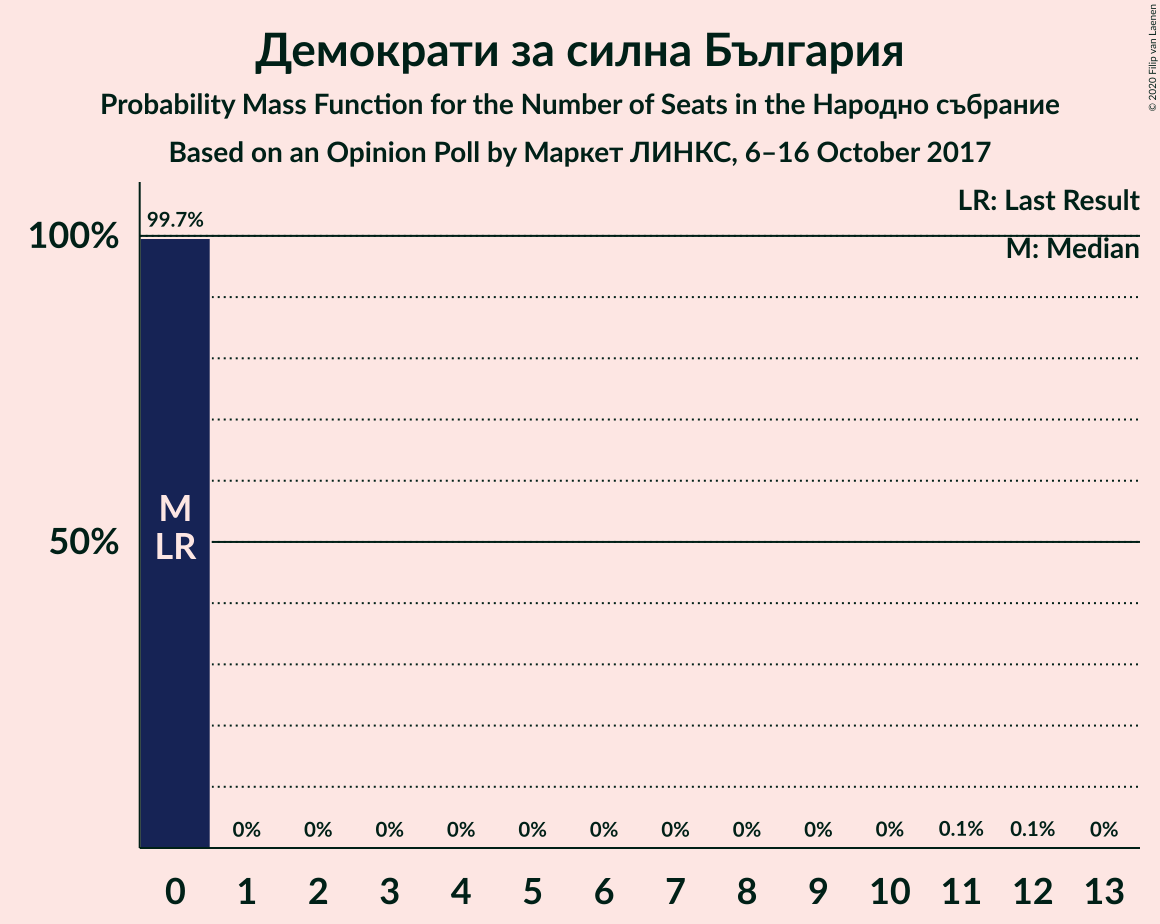 Демократи за силна България
Probability Mass Function for the Number of Seats in the Народно събрание
Based on an Opinion Poll by Маркет ЛИНКС, 6–16 October 2017
© 2020 Filip van Laenen
LR: Last Result
M: Median
99.7%
100%
50%
M
LR
0% 0% 0% 0% 0% 0% 0% 0% 0% 0% 0.1% 0.1% 0%
0 1 2 3 4 5 6 7 8 9 10 11 12 13